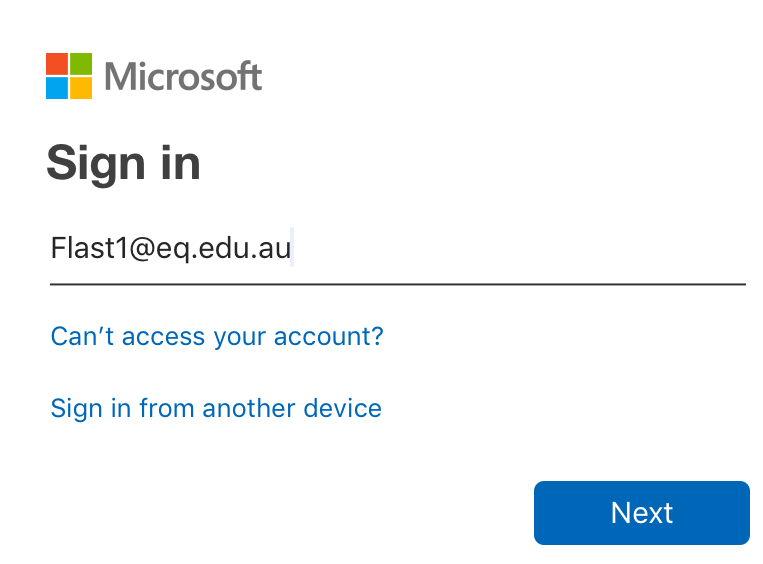 Microsoft
Sign in
Flast1@eq.edu.au
Can’t access your account?
Sign in from another device
Next